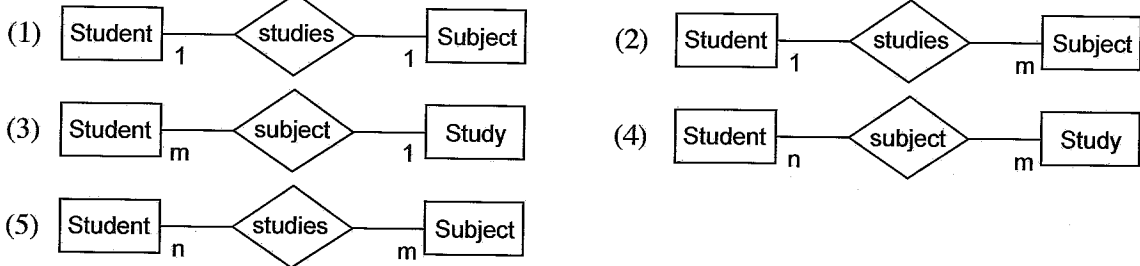 (1) Student 1 studies 1 Subject
(2) Student 1 studies m Subject
(3) Student m subject 1 Study
(4) Student n subject m Study
(5) Student n studies m Subject